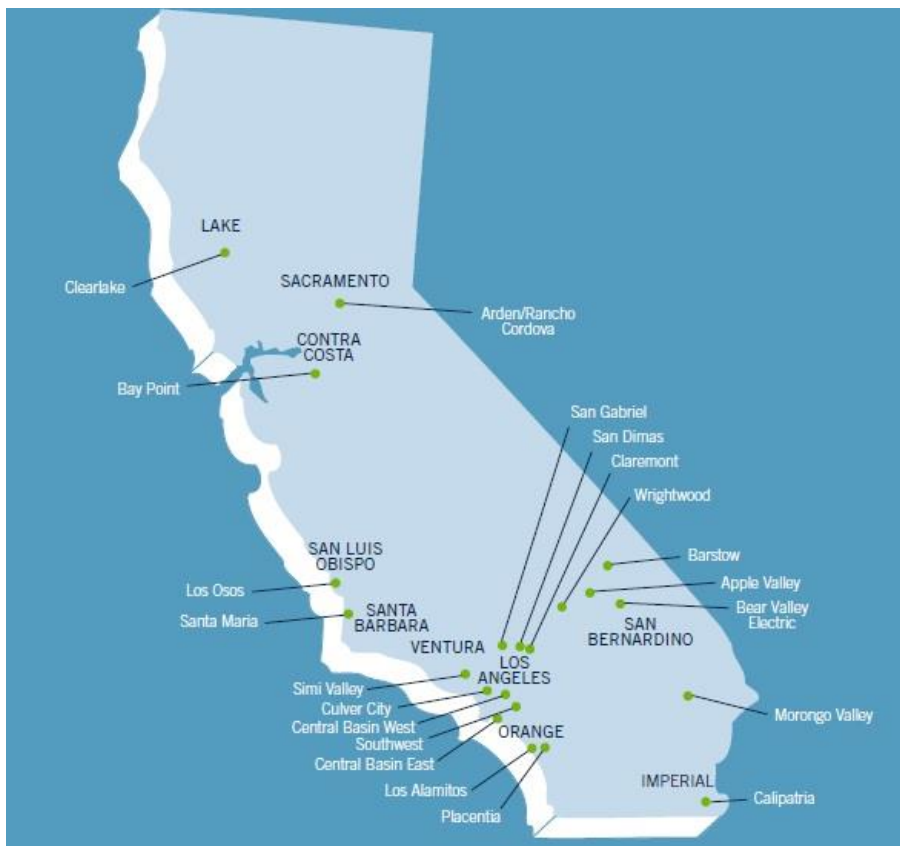 LAKE
Clearlake
SACRAMENTO
Arden/Rancho
Cordova
CONTRA
COSTA
Bay Point
San Gabriel
San Dimas
Claremont
Wrightwood
Barstow
Apple Valley
Bear Valley
Electric
SAN LUIS
OBISPO
Los Osos
SANTA
BARBARA
Santa Maria
SAN
BERNARDINO
VENTURA
LOS
ANGELES
Simi Valley
Culver City
Central Basin West
Southwest
Central Basin East
Morongo Valley
ORANGE
Los Alamitos
Placentia
IMPERIAL
Calipatria